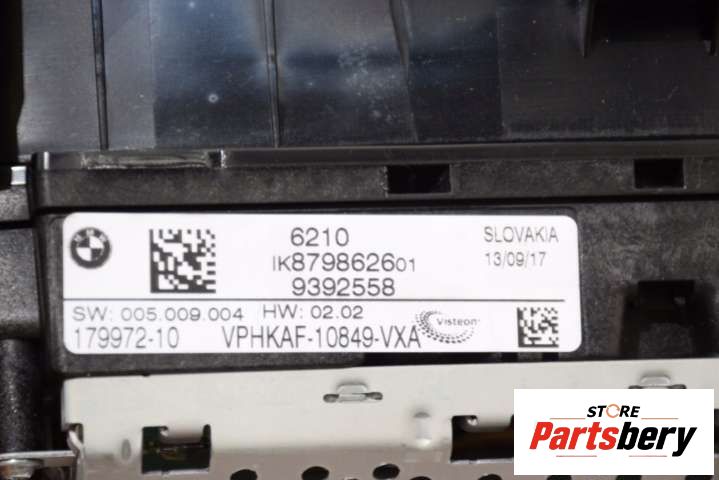 6210
SLOVAKIA
IK879862601
13/09/17
9392558
SW: 005.009.004 HW: 02.02
179972-10 VPHKAF-10849-VXA Visteon
STORE
Partsbery